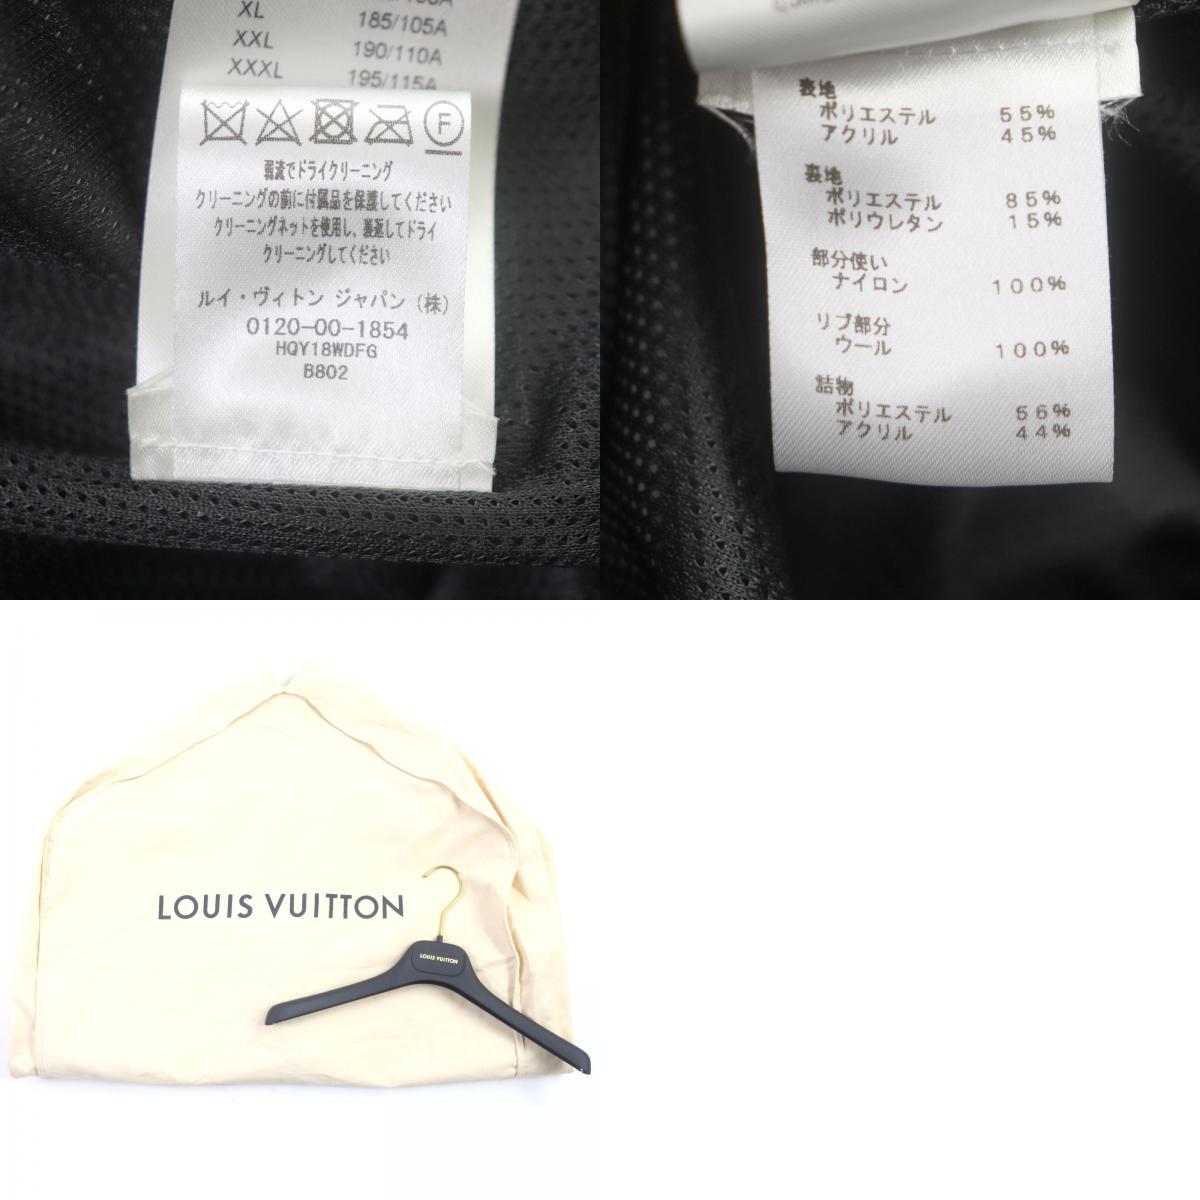 XL 185/105A
XXL 190/110A
XXXL 195/115A
F
弱流でドライクリーニング
クリーニングの前に付属品を保護してください
クリーニングネットを使用し、裏返してドライ
クリーニングしてください
ルイ・ヴィトン ジャパン (株)
0120-00-1854
HQY18WDFG
B802
表地
ポリエステル 55%
アクリル 45%
裏地
ポリエステル 85%
ポリウレタン 15%
部分使い
ナイロン 100%
リブ部分
ウール 100%
詰物
ポリエステル 56%
アクリル 44%
LOUIS VUITTON
LOUIS VUITTON